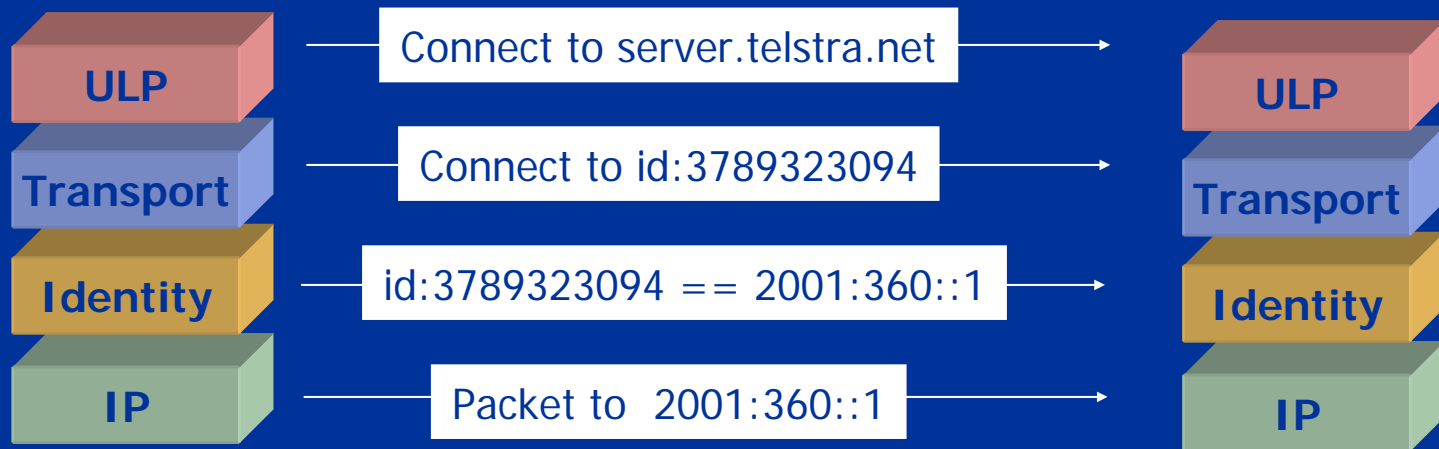 ULP
Connect to server.telstra.net
ULP
Transport
Connect to id:3789323094
Transport
Identity
id:3789323094 == 2001:360::1
Identity
IP
Packet to 2001:360::1
IP